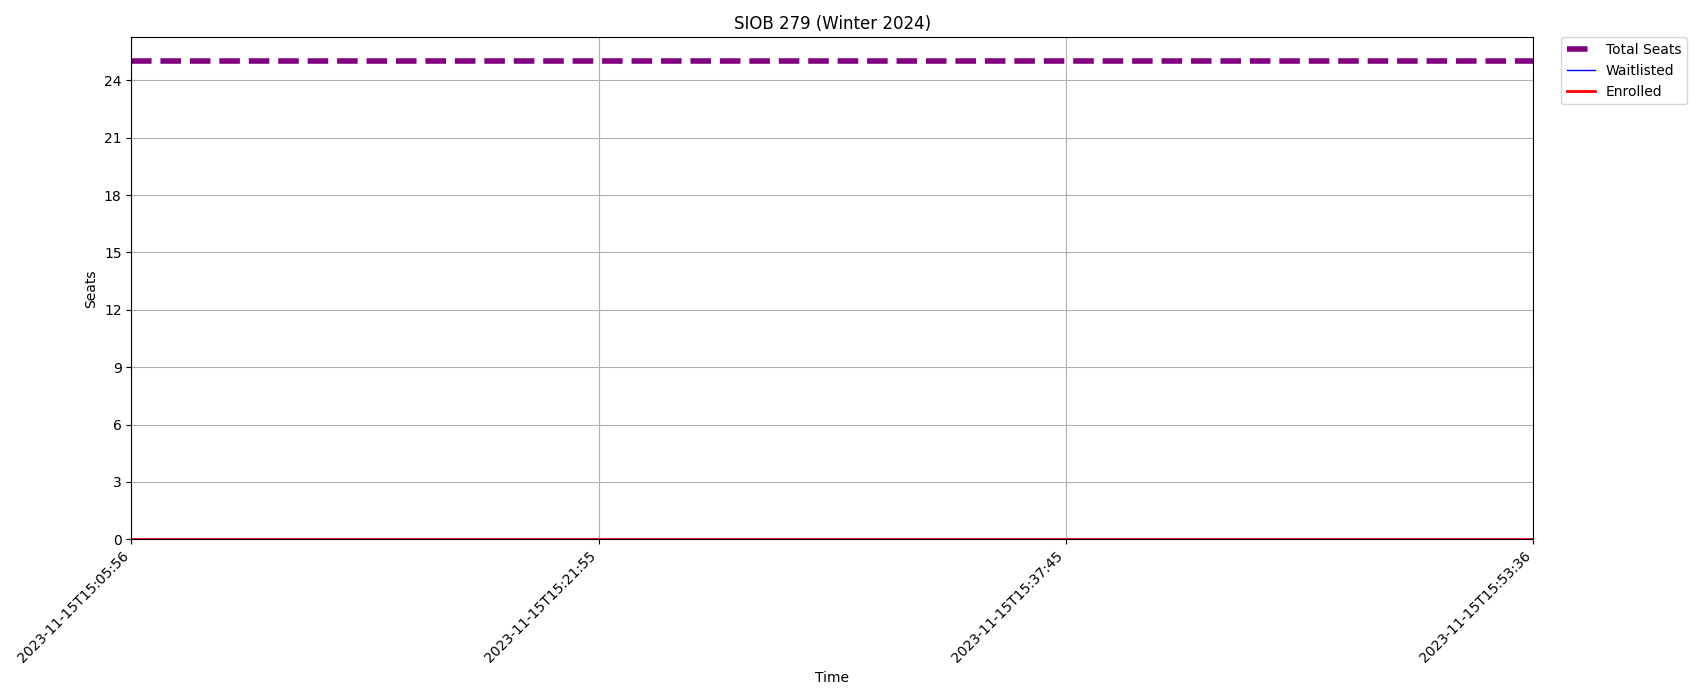 SIOB 279 (Winter 2024)
Total Seats
Waitlisted
Enrolled
Seats
24
21
18
15
12
9
6
3
0
2023-11-15T15:05:56
2023-11-15T15:21:55
2023-11-15T15:37:45
2023-11-15T15:53:36
Time